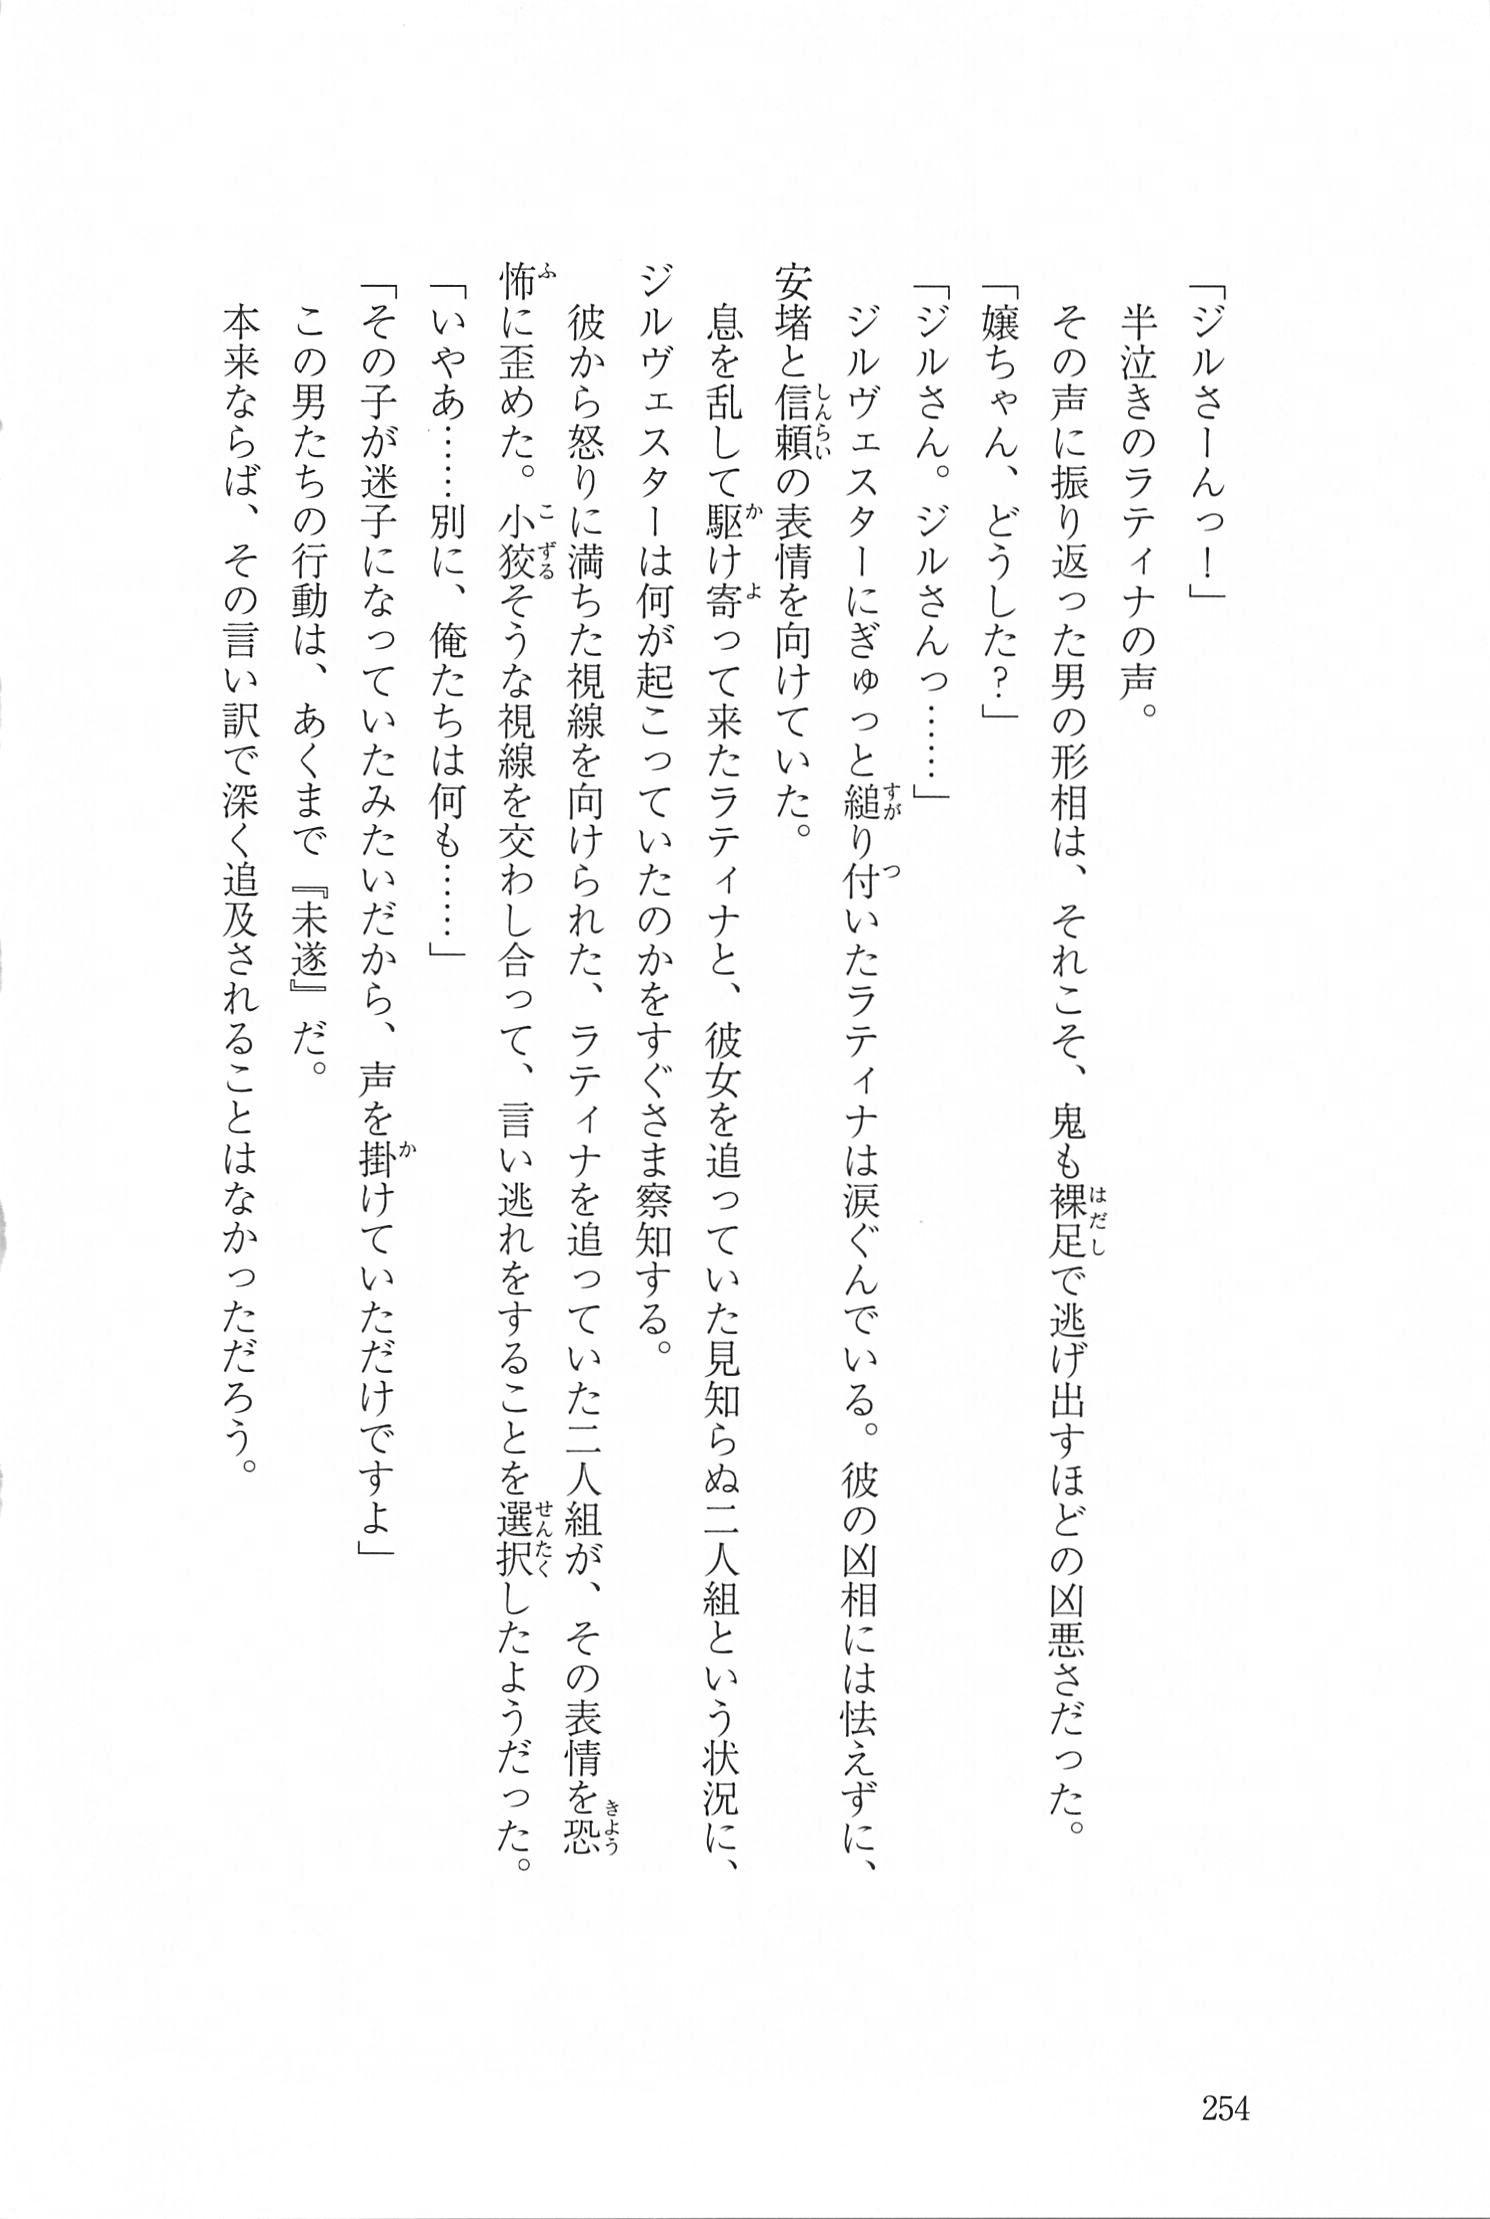 「ジルさーんっ！」
半泣きのラティナの声。
その声に振り返った男の形相は、それこそ、鬼も裸足で逃げ出すほどの凶悪さだった。
「嬢ちゃん、どうした？」
「ジルさん。ジルさんっ……」
ジルヴェスターにぎゅっと縋り付いたラティナは涙ぐんでいる。彼の凶相には怯えずに、
安堵と信頼の表情を向けていた。
息を乱して駆け寄って来たラティナと、彼女を追っていた見知らぬ二人組という状況に、
ジルヴェスターは何が起こっていたのかをすぐさま察知する。
彼から怒りに満ちた視線を向けられた、ラティナを追っていた二人組が、その表情を恐
怖に歪めた。小狡そうな視線を交わし合って、言い逃れをすることを選択したようだった。
「いやあ……別に、俺たちは何も……」
「その子が迷子になっていたみたいだから、声を掛けていただけですよ」
この男たちの行動は、あくまで『未遂』だ。
本来ならば、その言い訳で深く追及されることはなかっただろう。
254